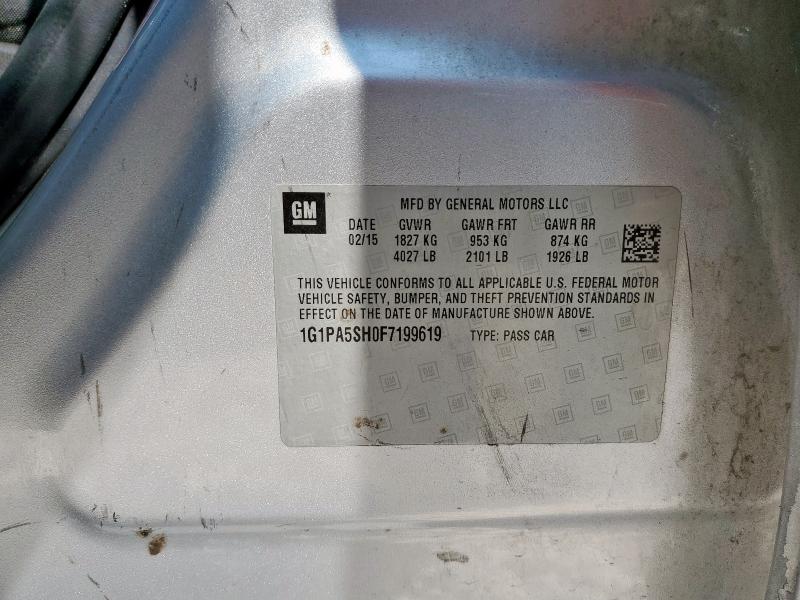 GM
MFD BY GENERAL MOTORS LLC
DATE GVWR GAWR FRT GAWR RR
02/15 1827 KG 953 KG 874 KG
4027 LB 2101 LB 1926 LB
THIS VEHICLE CONFORMS TO ALL APPLICABLE U.S. FEDERAL MOTOR
VEHICLE SAFETY, BUMPER, AND THEFT PREVENTION STANDARDS IN
EFFECT ON THE DATE OF MANUFACTURE SHOWN ABOVE.
1G1PA5SH0F7199619 TYPE: PASS CAR